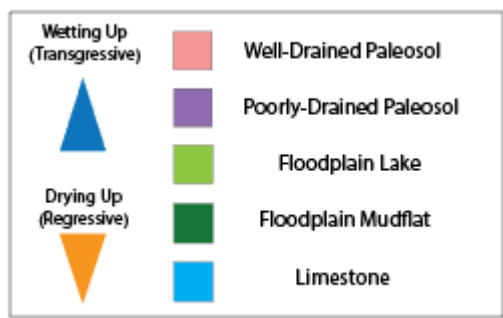 Wetting Up
(Transgressive)
Drying Up
(Regressive)
Well-Drained Paleosol
Poorly-Drained Paleosol
Floodplain Lake
Floodplain Mudflat
Limestone